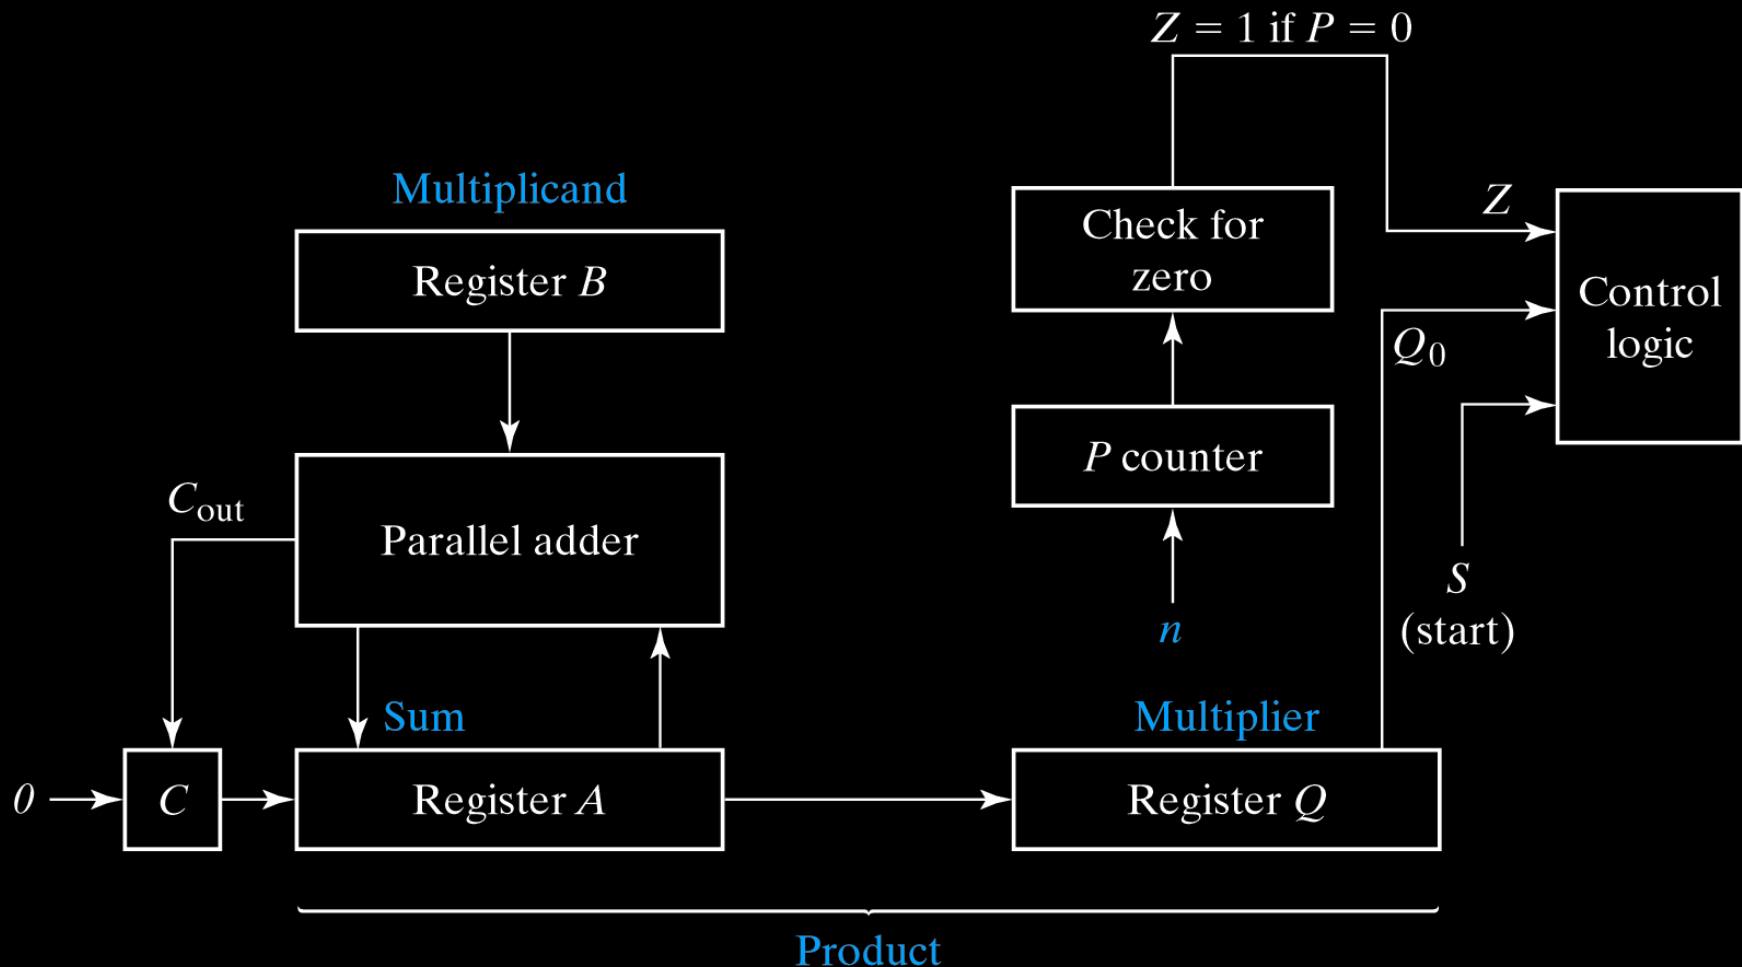 Z = 1 if P = 0
Multiplicand
Register B
Check for
zero
Z
Control
logic
Q₀
P counter
Cout
Parallel adder
S
(start)
n
Sum
Multiplier
0
C
Register A
Register Q
Product